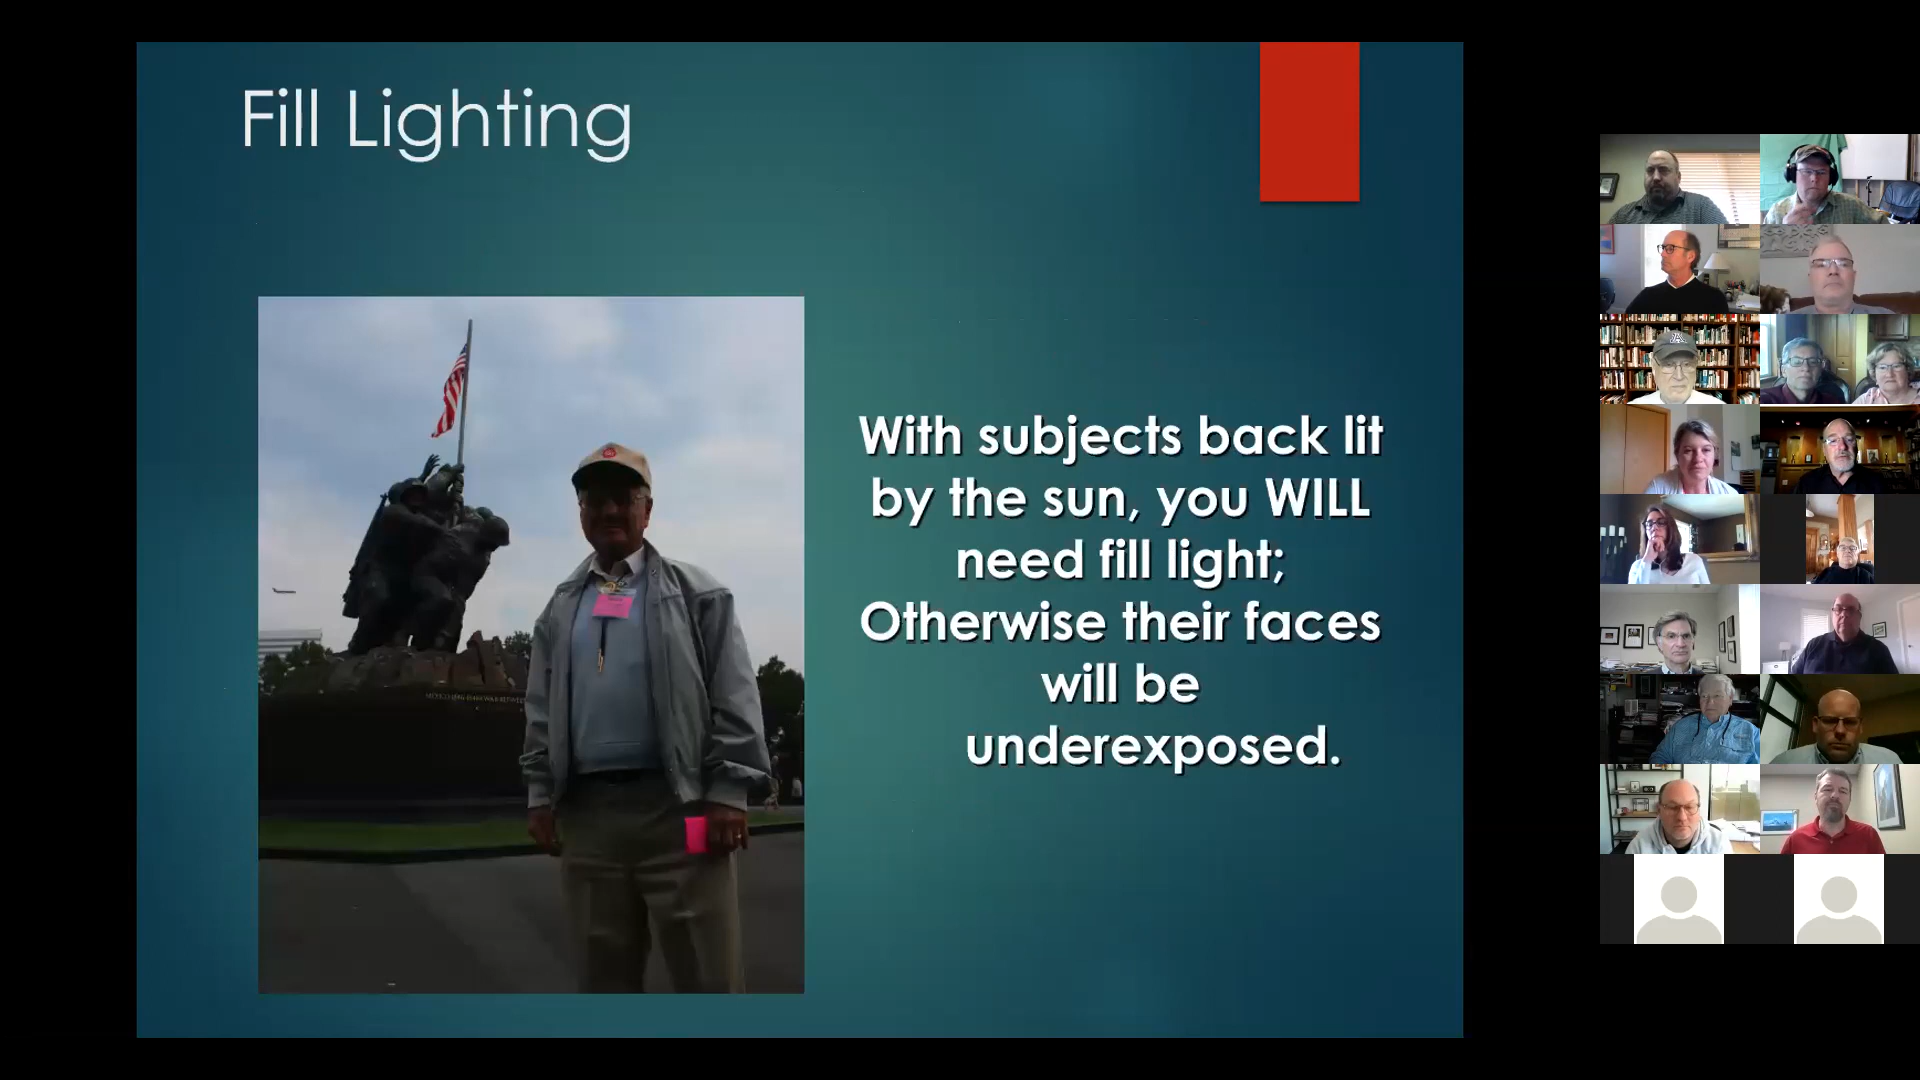 Fill Lighting
With subjects back lit
by the sun, you WILL
need fill light;
Otherwise their faces
will be
underexposed.